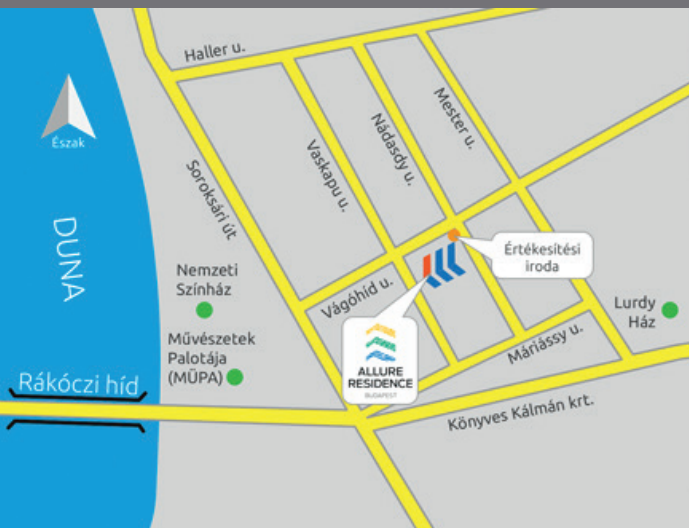 Haller u.
Észak
Mester u.
Nádasdy u.
Vaskapu u.
Soroksári út
DUNA
Értékesítési
iroda
Nemzeti
Színház
Vágóhíd u.
Lurdy
Ház
Művészetek
Palotája
(MÜPA)
Máriássy u.
ALLURE
RESIDENCE
BUDAPEST
Rákóczi híd
Könyves Kálmán krt.